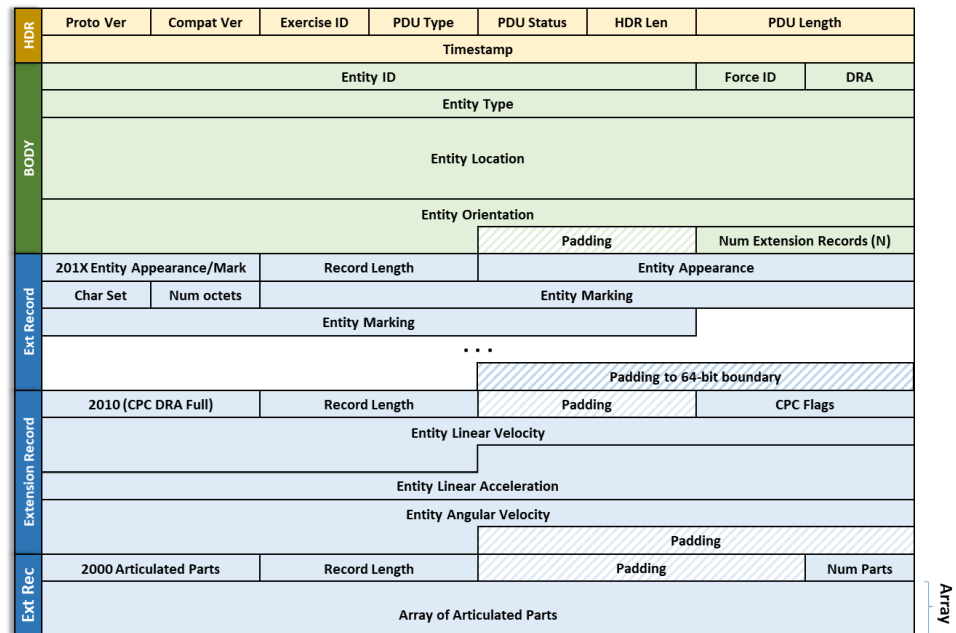 HDR
Proto Ver Compat Ver Exercise ID PDU Type PDU Status HDR Len PDU Length
Timestamp
BODY
Entity ID Force ID DRA
Entity Type
Entity Location
Entity Orientation
Padding Num Extension Records (N)
Ext Record
201X Entity Appearance/Mark Record Length Entity Appearance
Char Set Num octets Entity Marking
Entity Marking
. . .
Padding to 64-bit boundary
Extension Record
2010 (CPC DRA Full) Record Length Padding CPC Flags
Entity Linear Velocity
Entity Linear Acceleration
Entity Angular Velocity
Padding
Ext Rec
2000 Articulated Parts Record Length Padding Num Parts
Array of Articulated Parts
Array